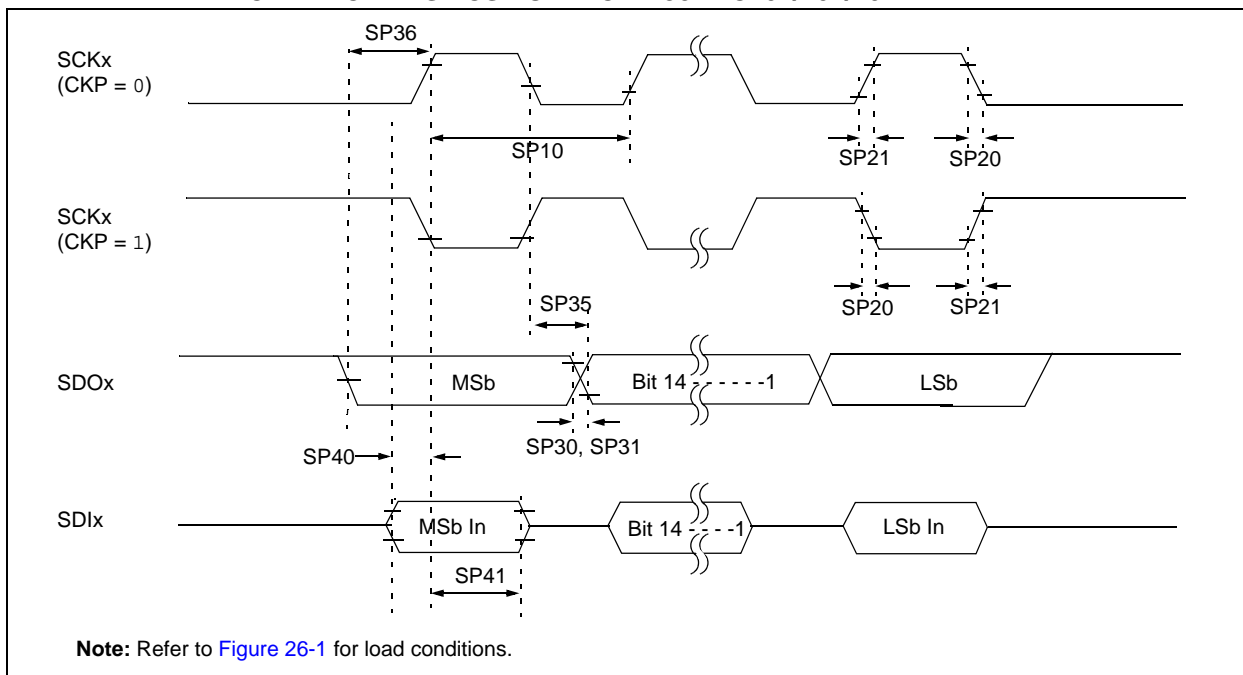 SP36
SCKx
(CKP = 0)
SP10
SP21
SP20
SCKx
(CKP = 1)
SP35
SP20
SP21
SDOx
MSb
Bit 14 - - - - - -1
LSb
SP30, SP31
SP40
SDIx
MSb In
Bit 14 - - - - -1
LSb In
SP41
Note: Refer to Figure 26-1 for load conditions.